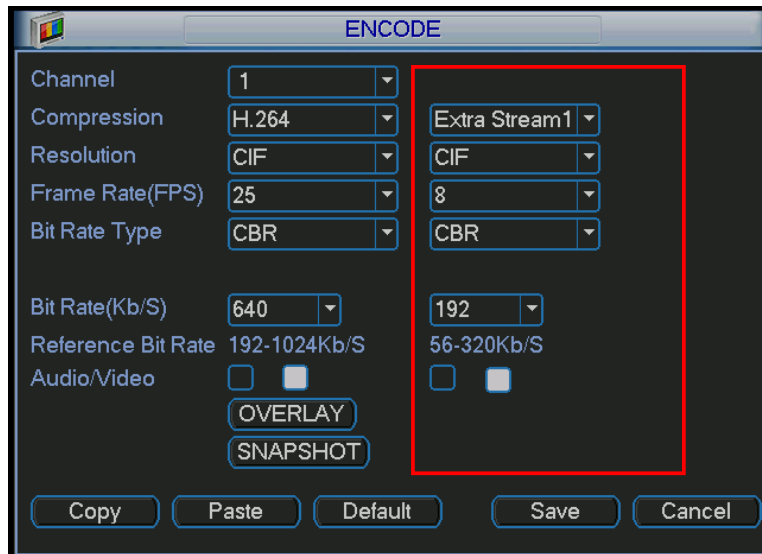 ENCODE
Channel 1
Compression H.264 Extra Stream1
Resolution CIF CIF
Frame Rate(FPS) 25 8
Bit Rate Type CBR CBR
Bit Rate(Kb/S) 640 192
Reference Bit Rate 192-1024Kb/S 56-320Kb/S
Audio/Video
OVERLAY
SNAPSHOT
Copy Paste Default Save Cancel